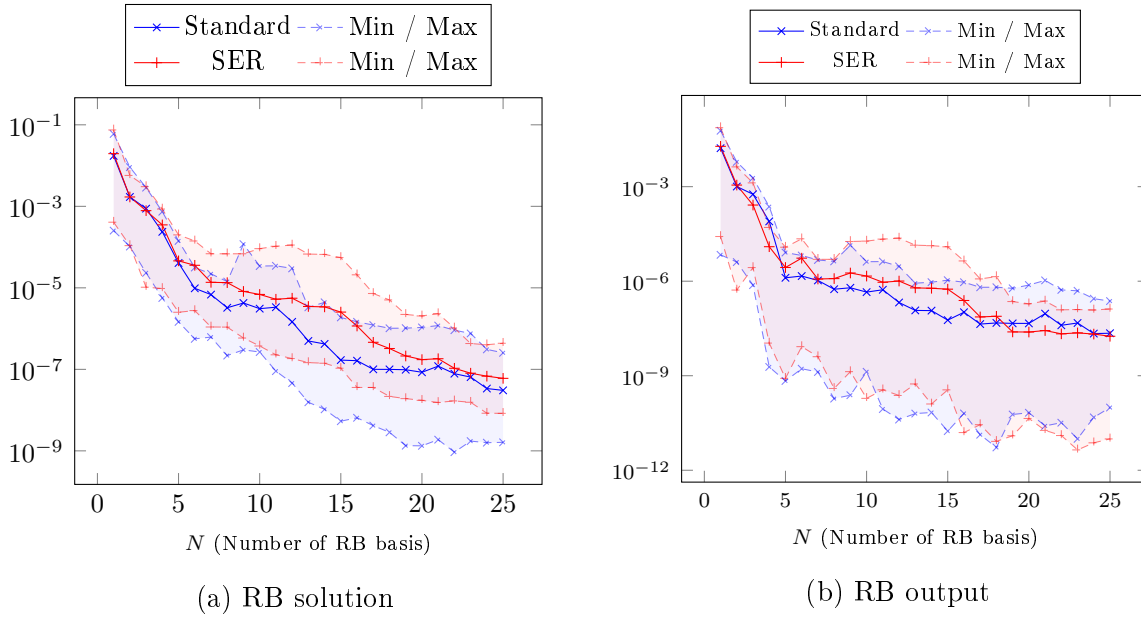 Standard Min / Max
SER Min / Max
10^{-1}
10^{-3}
10^{-5}
10^{-7}
10^{-9}
0 5 10 15 20 25
N (Number of RB basis)
(a) RB solution
Standard Min / Max
SER Min / Max
10^{-3}
10^{-6}
10^{-9}
10^{-12}
0 5 10 15 20 25
N (Number of RB basis)
(b) RB output